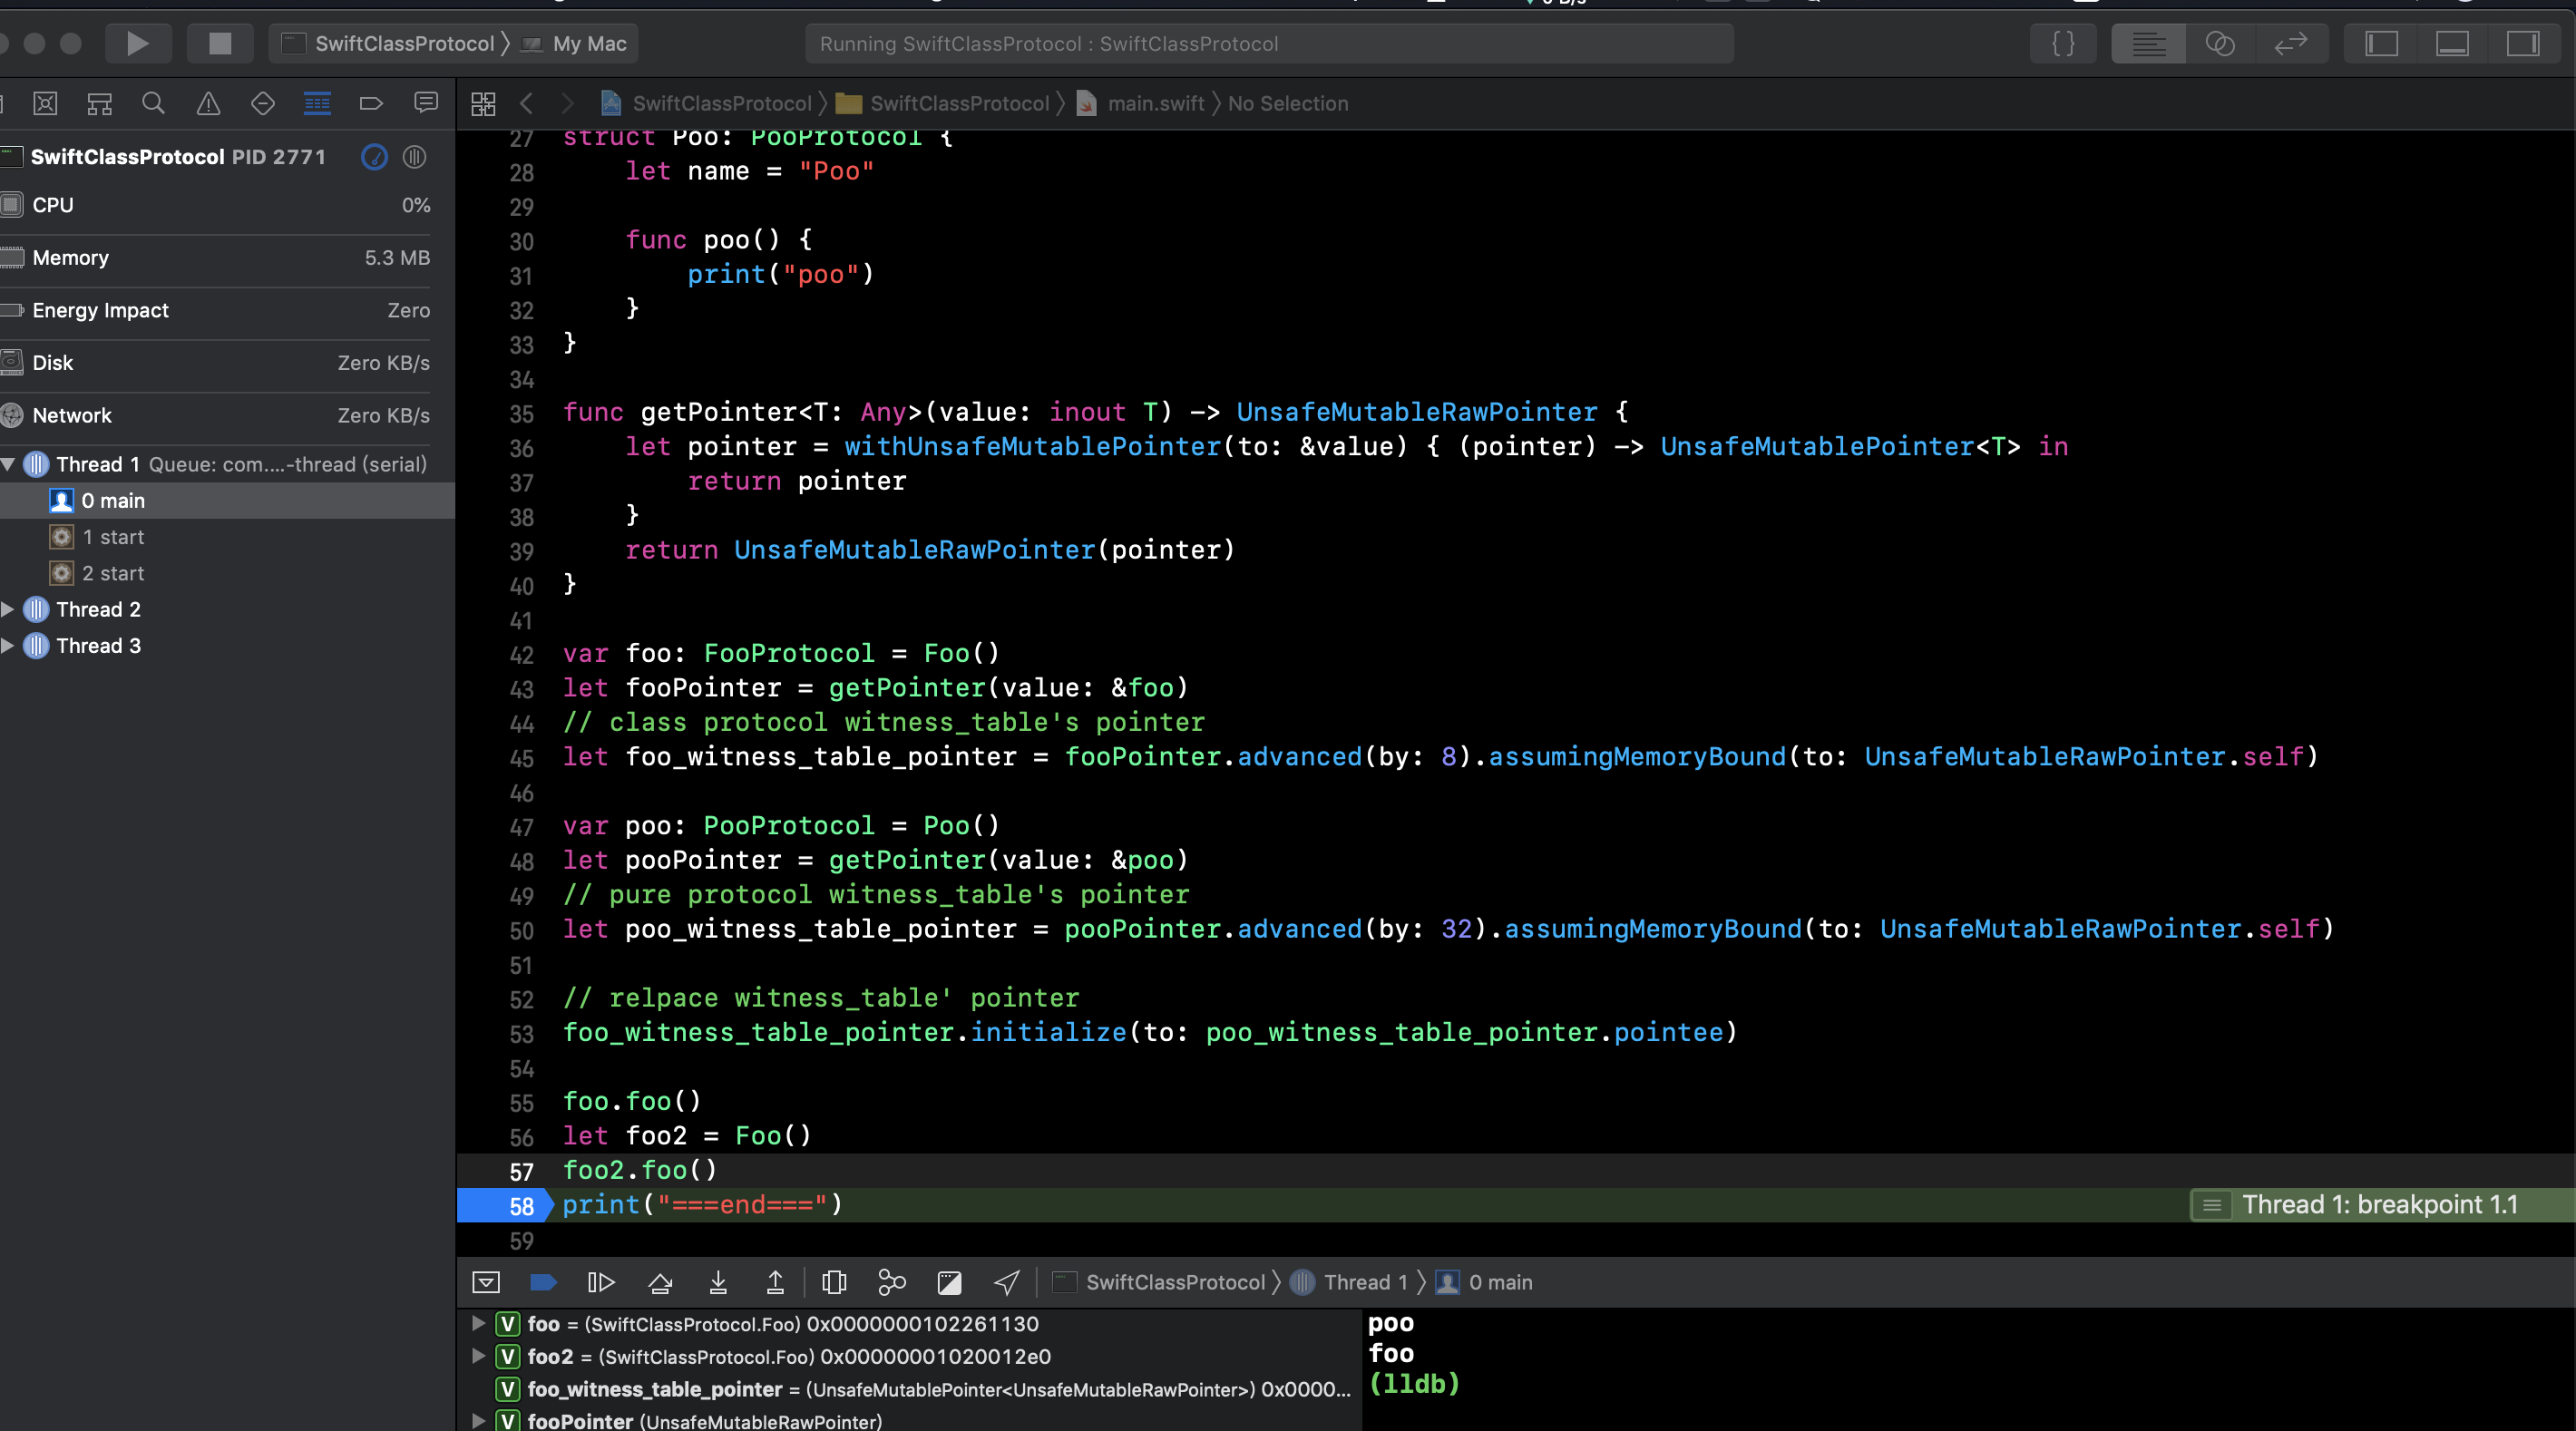 SwiftClassProtocol 〉 My Mac
Running SwiftClassProtocol : SwiftClassProtocol
{ }
SwiftClassProtocol 〉 SwiftClassProtocol 〉 main.swift 〉 No Selection
SwiftClassProtocol PID 2771
CPU 0%
Memory 5.3 MB
Energy Impact Zero
Disk Zero KB/s
Network Zero KB/s
Thread 1 Queue: com....-thread (serial)
0 main
1 start
2 start
Thread 2
Thread 3
27 struct Poo: PooProtocol {
28     let name = "Poo"
29
30     func poo() {
31         print("poo")
32     }
33 }
34
35 func getPointer<T: Any>(value: inout T) -> UnsafeMutableRawPointer {
36     let pointer = withUnsafeMutablePointer(to: &value) { (pointer) -> UnsafeMutablePointer<T> in
37         return pointer
38     }
39     return UnsafeMutableRawPointer(pointer)
40 }
41
42 var foo: FooProtocol = Foo()
43 let fooPointer = getPointer(value: &foo)
44 // class protocol witness_table's pointer
45 let foo_witness_table_pointer = fooPointer.advanced(by: 8).assumingMemoryBound(to: UnsafeMutableRawPointer.self)
46
47 var poo: PooProtocol = Poo()
48 let pooPointer = getPointer(value: &poo)
49 // pure protocol witness_table's pointer
50 let poo_witness_table_pointer = pooPointer.advanced(by: 32).assumingMemoryBound(to: UnsafeMutableRawPointer.self)
51
52 // relpace witness_table' pointer
53 foo_witness_table_pointer.initialize(to: poo_witness_table_pointer.pointee)
54
55 foo.foo()
56 let foo2 = Foo()
57 foo2.foo()
58 print("===end===") Thread 1: breakpoint 1.1
59
SwiftClassProtocol 〉 Thread 1 〉 0 main
V foo = (SwiftClassProtocol.Foo) 0x0000000102261130
V foo2 = (SwiftClassProtocol.Foo) 0x00000001020012e0
V foo_witness_table_pointer = (UnsafeMutablePointer<UnsafeMutableRawPointer>) 0x0000...
V fooPointer (UnsafeMutableRawPointer)
poo
foo
(lldb)